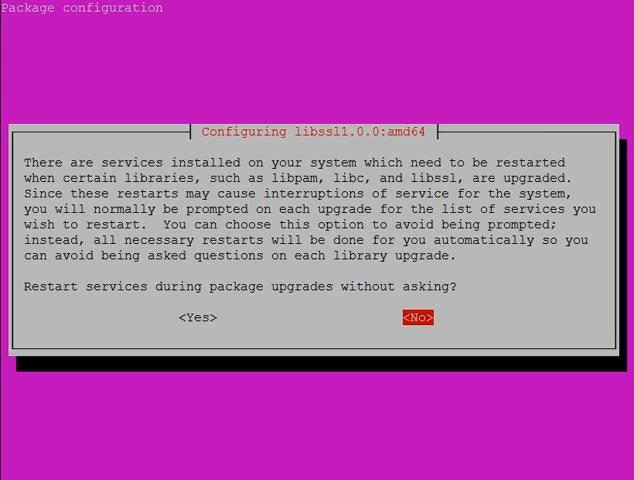 Package configuration
Configuring libssl1.0.0:amd64
There are services installed on your system which need to be restarted
when certain libraries, such as libpam, libc, and libssl, are upgraded.
Since these restarts may cause interruptions of service for the system,
you will normally be prompted on each upgrade for the list of services you
wish to restart.  You can choose this option to avoid being prompted;
instead, all necessary restarts will be done for you automatically so you
can avoid being asked questions on each library upgrade.
Restart services during package upgrades without asking?
<Yes> <No>